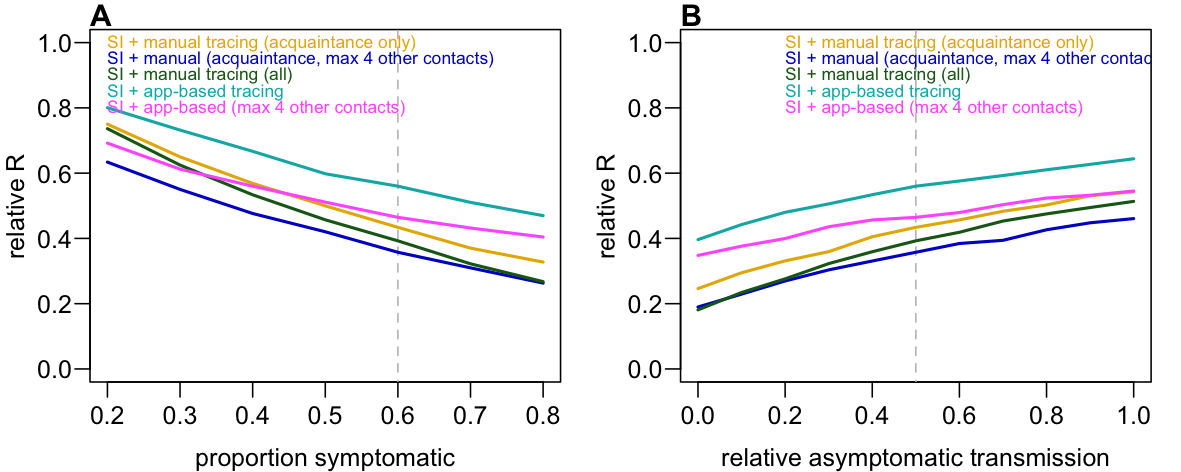 A
SI + manual tracing (acquaintance only)
SI + manual (acquaintance, max 4 other contacts)
SI + manual tracing (all)
SI + app-based tracing
SI + app-based (max 4 other contacts)
relative R
1.0
0.8
0.6
0.4
0.2
0.0
0.2 0.3 0.4 0.5 0.6 0.7 0.8
proportion symptomatic
B
SI + manual tracing (acquaintance only)
SI + manual (acquaintance, max 4 other contac
SI + manual tracing (all)
SI + app-based tracing
SI + app-based (max 4 other contacts)
relative R
1.0
0.8
0.6
0.4
0.2
0.0
0.0 0.2 0.4 0.6 0.8 1.0
relative asymptomatic transmission